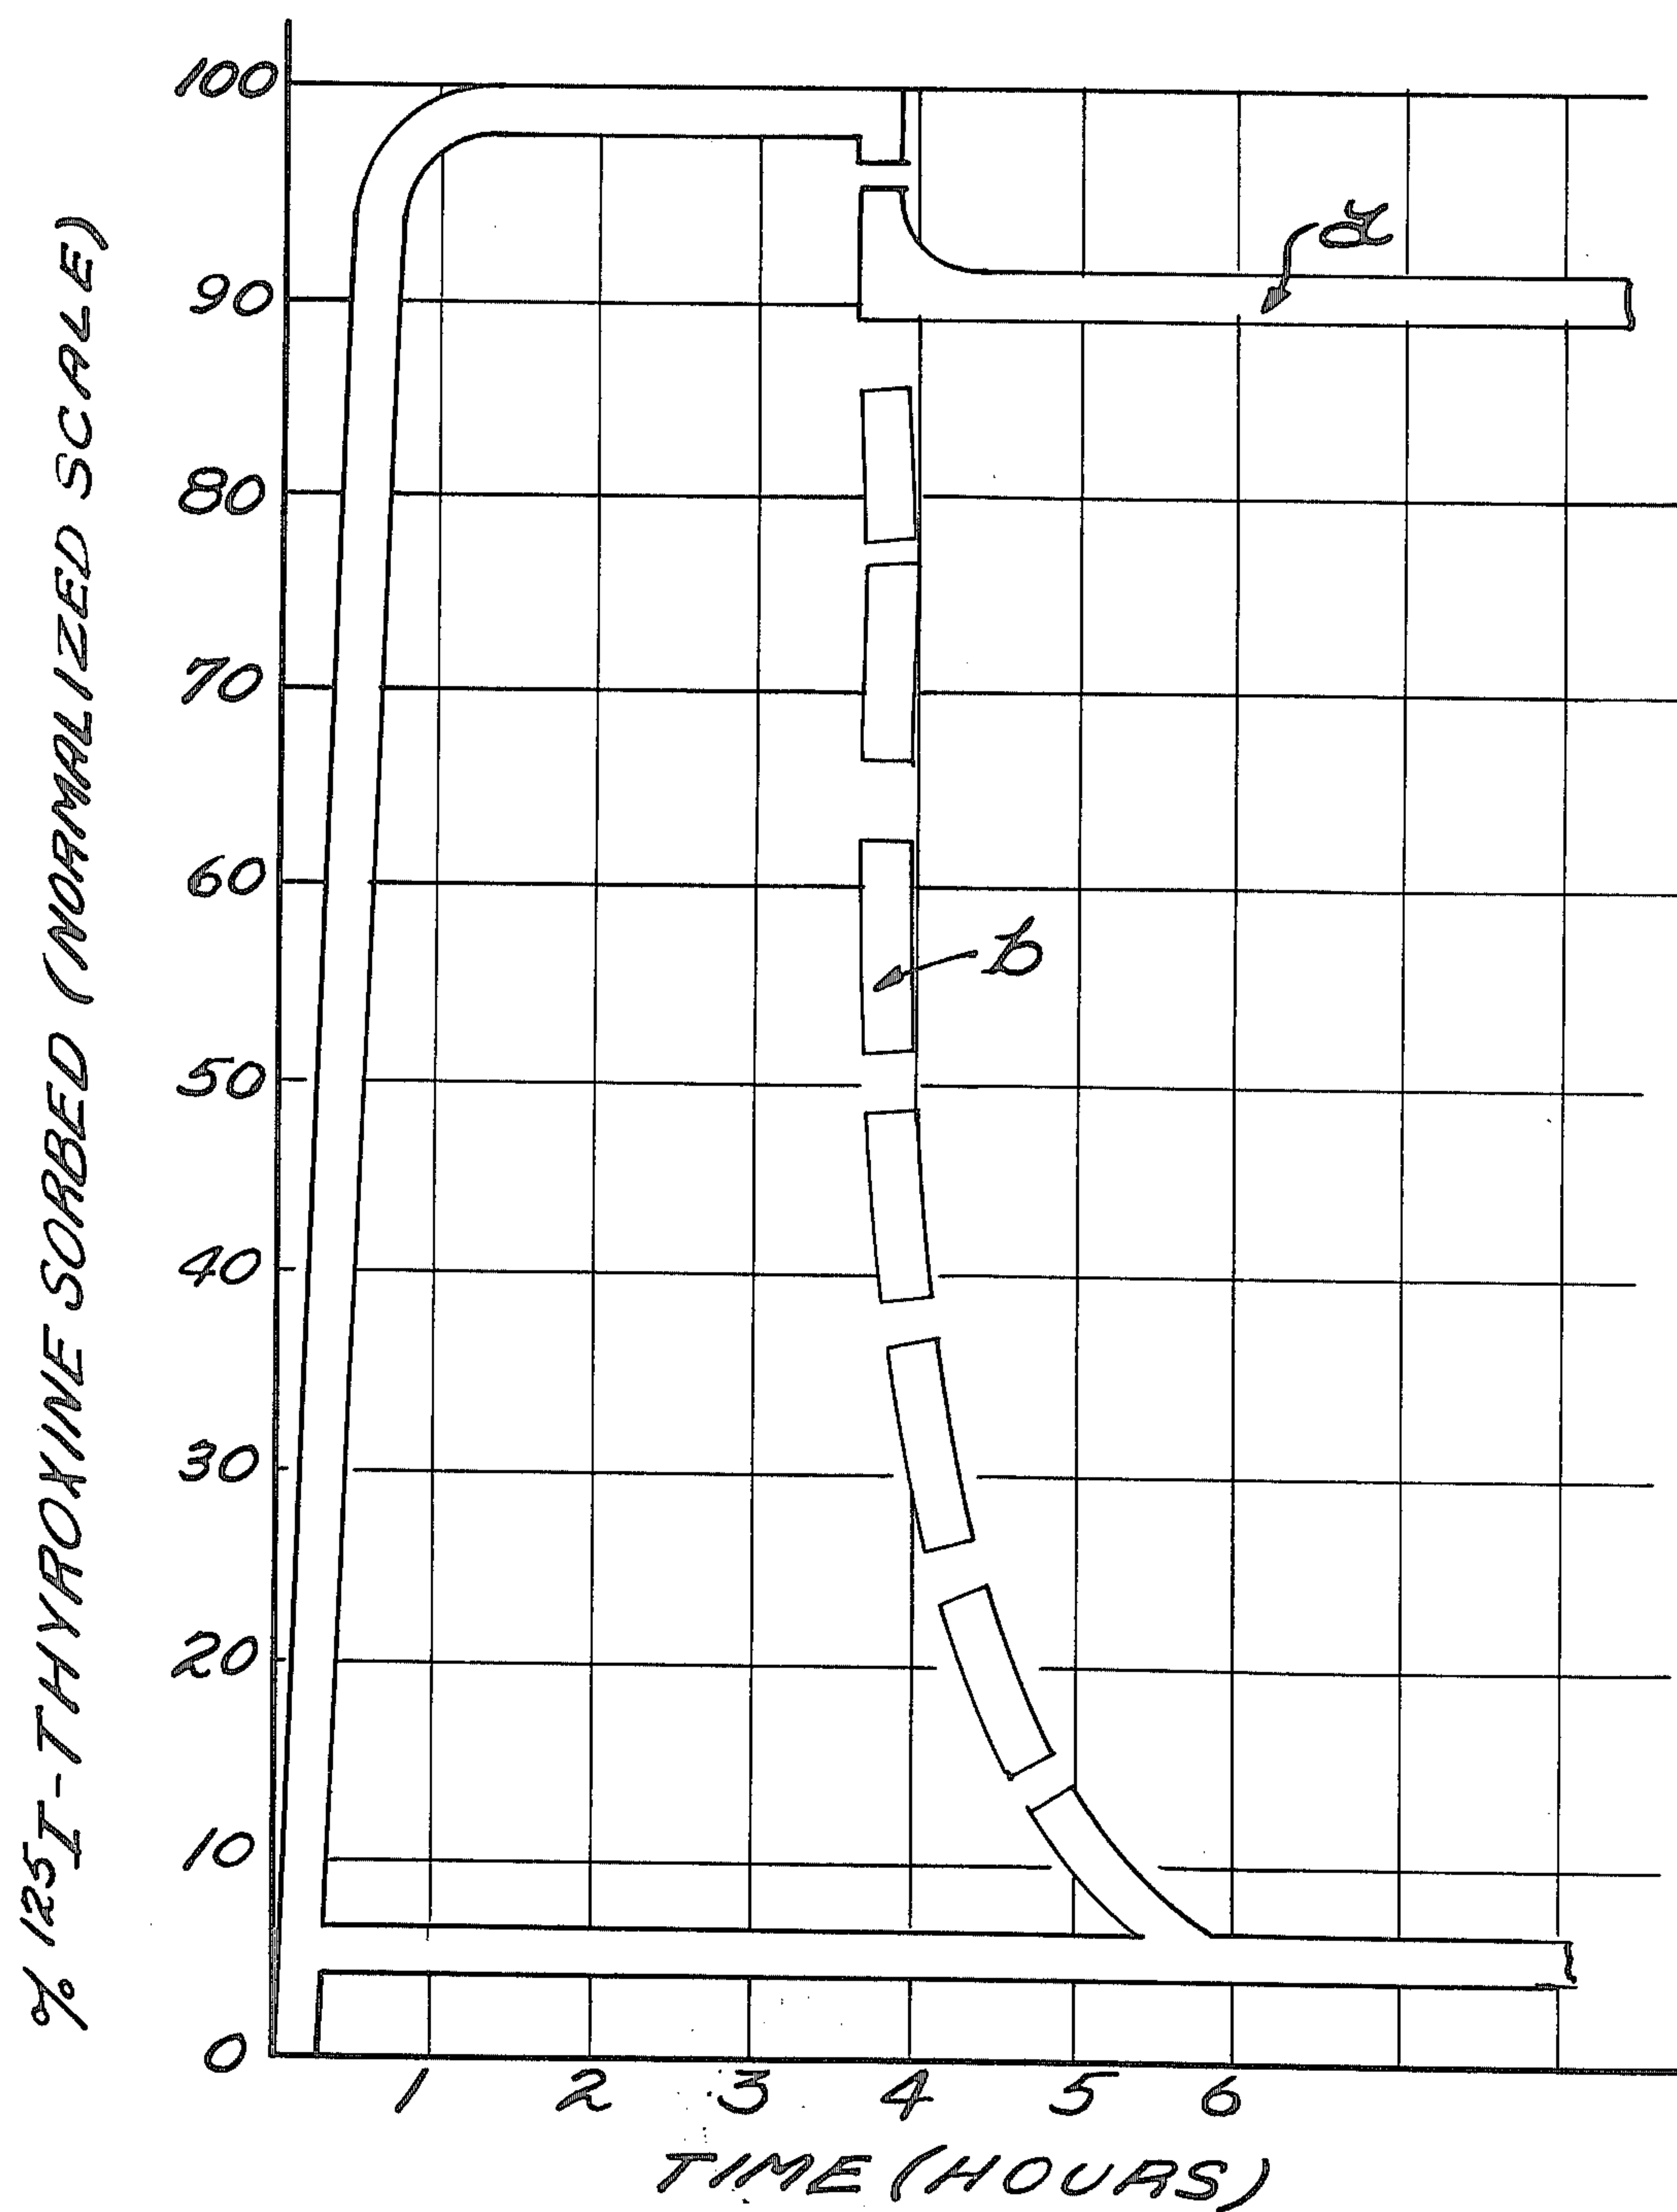 % 125I-THYROXINE SORBED (NORMALIZED SCALE)
100
90
80
70
60
50
40
30
20
10
0
a
b
1 2 3 4 5 6
TIME (HOURS)